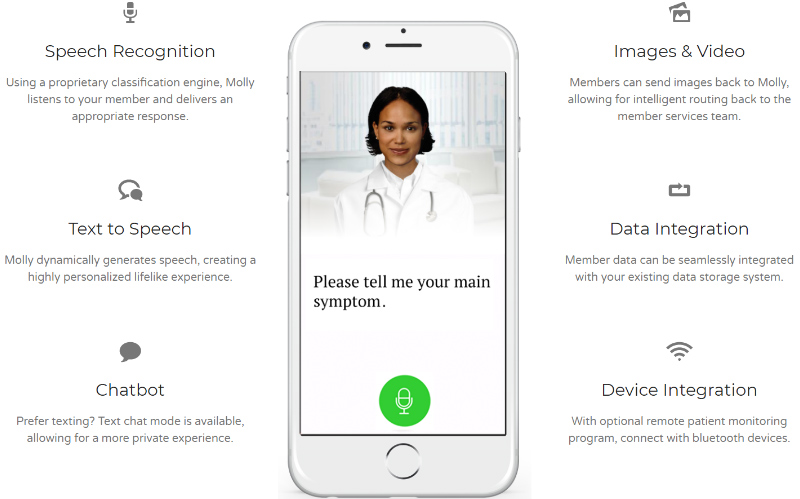 Speech Recognition
Using a proprietary classification engine, Molly
listens to your member and delivers an
appropriate response.
Text to Speech
Molly dynamically generates speech, creating a
highly personalized lifelike experience.
Chatbot
Prefer texting? Text chat mode is available,
allowing for a more private experience.
Please tell me your main
symptom.
Images & Video
Members can send images back to Molly,
allowing for intelligent routing back to the
member services team.
Data Integration
Member data can be seamlessly integrated
with your existing data storage system.
Device Integration
With optional remote patient monitoring
program, connect with bluetooth devices.